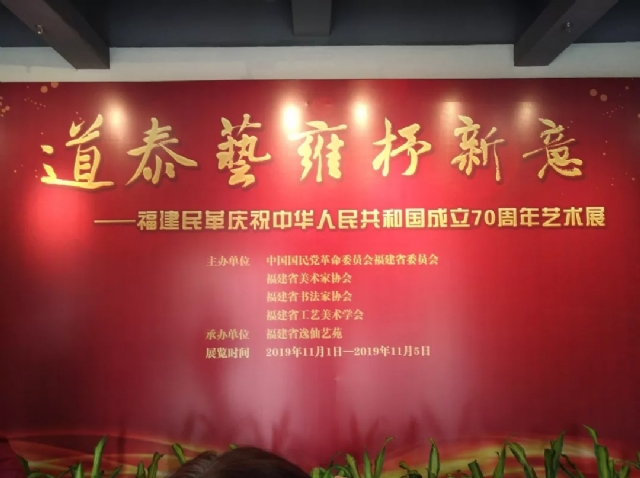 道泰藝雍抒新意
——福建民革庆祝中华人民共和国成立70周年艺术展
主办单位 中国国民党革命委员会福建省委员会
福建省美术家协会
福建省书法家协会
福建省工艺美术学会
承办单位 福建省逸仙艺苑
展览时间 2019年11月1日—2019年11月5日